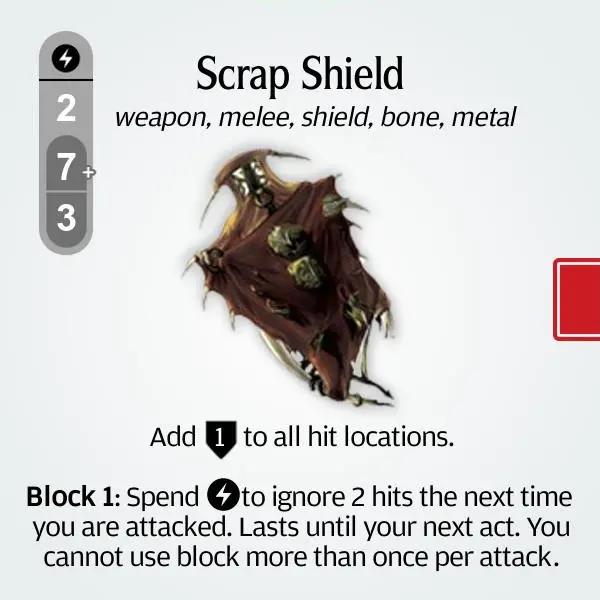 Scrap Shield
weapon, melee, shield, bone, metal
2
7+
3
Add 1 to all hit locations.
Block 1: Spend to ignore 2 hits the next time
you are attacked. Lasts until your next act. You
cannot use block more than once per attack.